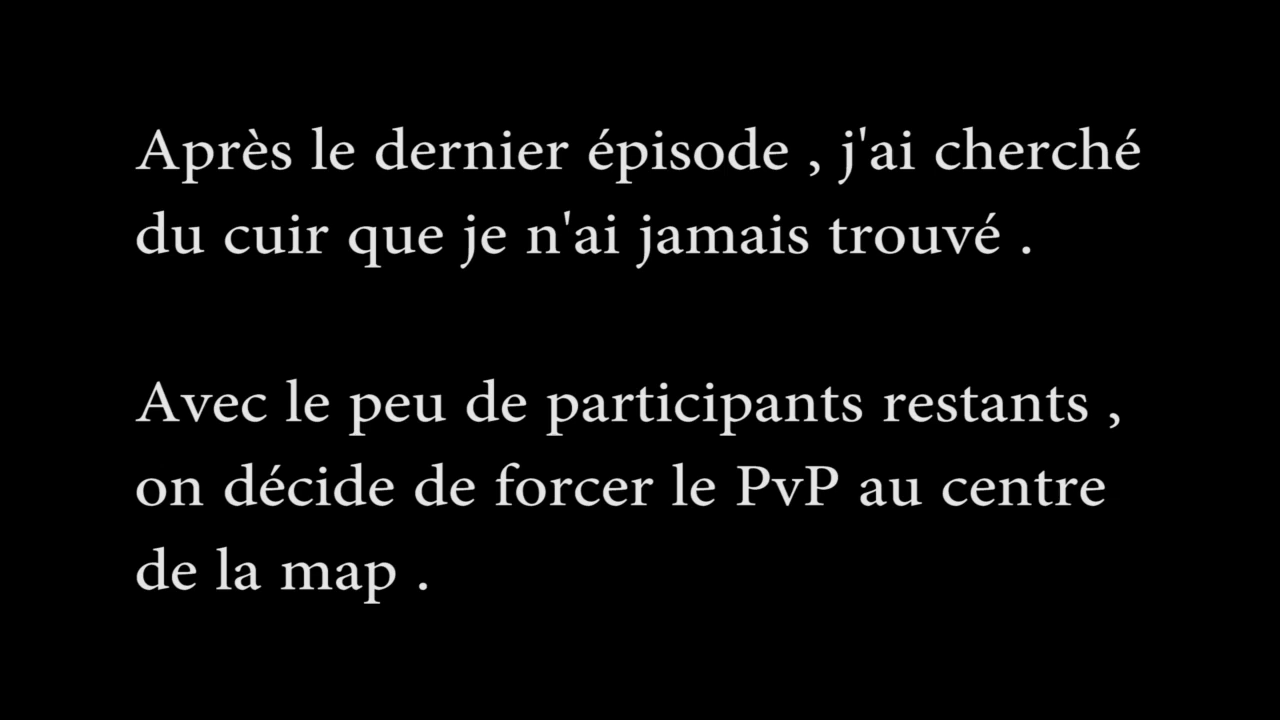 Après le dernier épisode , j'ai cherché
du cuir que je n'ai jamais trouvé .
Avec le peu de participants restants ,
on décide de forcer le PvP au centre
de la map .